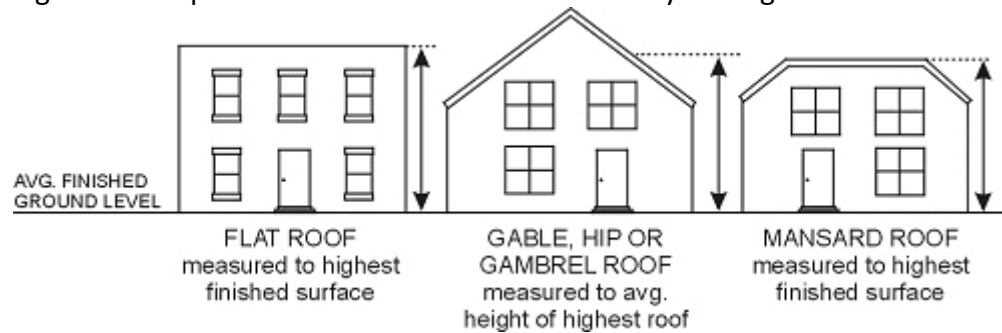 AVG. FINISHED
GROUND LEVEL
FLAT ROOF
measured to highest
finished surface
GABLE, HIP OR
GAMBREL ROOF
measured to avg.
height of highest roof
MANSARD ROOF
measured to highest
finished surface